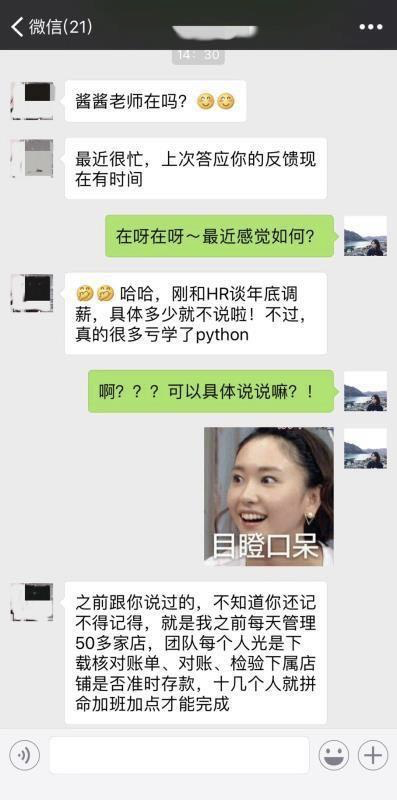 微信(21)
14：30
酱酱老师在吗？
最近很忙，上次答应你的反馈现
在有时间
在呀在呀～最近感觉如何？
哈哈，刚和HR谈年底调
薪，具体多少就不说啦！不过，
真的很多亏学了python
啊？？？可以具体说说嘛？！
目瞪口呆
之前跟你说过的，不知道你还记
不得记得，就是我之前每天管理
50多家店，团队每个人光是下
载核对账单、对账、检验下属店
铺是否准时存款，十几个人就拼
命加班加点才能完成